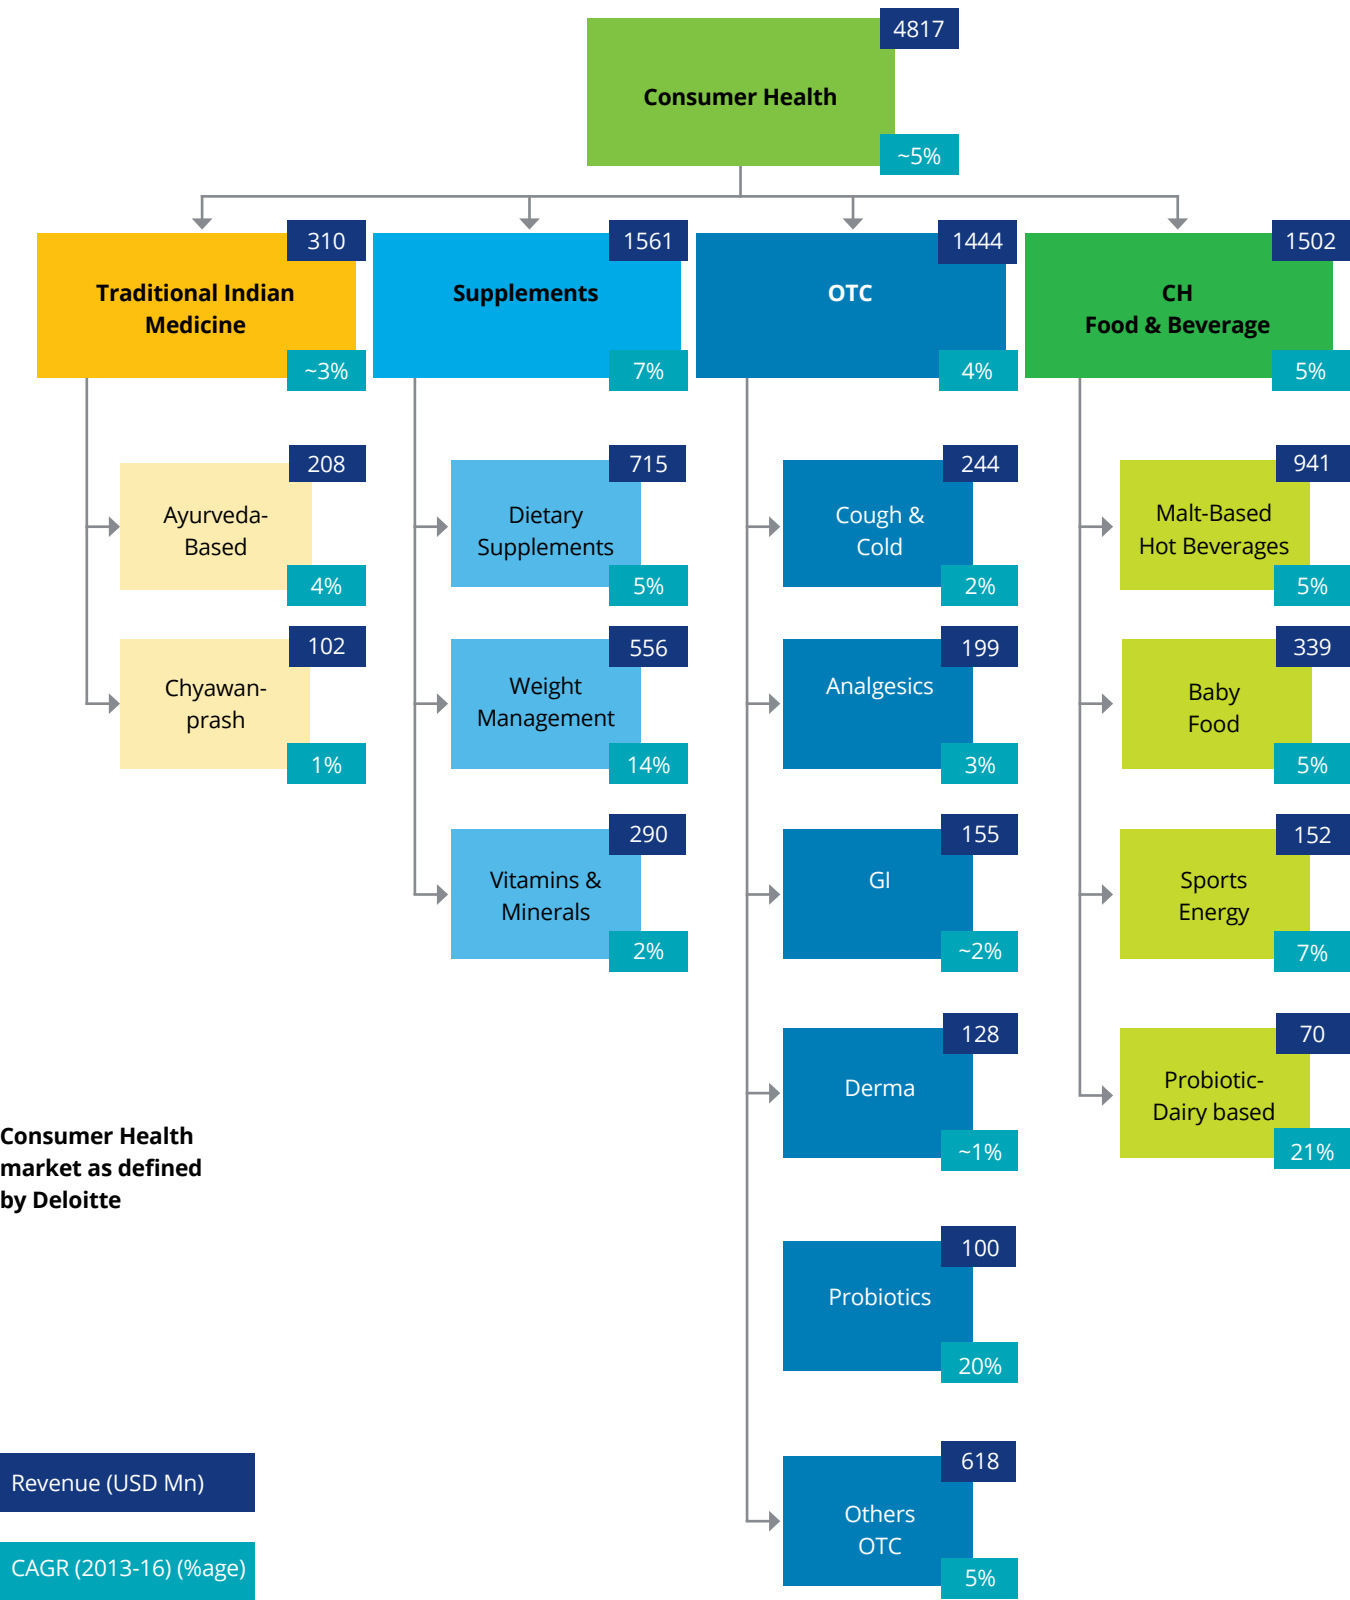 4817
Consumer Health
~5%
310
Traditional Indian
Medicine
~3%
1561
Supplements
7%
1444
OTC
4%
1502
CH
Food & Beverage
5%
208
Ayurveda-
Based
4%
102
Chyawan-
prash
1%
715
Dietary
Supplements
5%
556
Weight
Management
14%
290
Vitamins &
Minerals
2%
244
Cough &
Cold
2%
199
Analgesics
3%
155
GI
~2%
128
Derma
~1%
100
Probiotics
20%
618
Others
OTC
5%
941
Malt-Based
Hot Beverages
5%
339
Baby
Food
5%
152
Sports
Energy
7%
70
Probiotic-
Dairy based
21%
Consumer Health
market as defined
by Deloitte
Revenue (USD Mn)
CAGR (2013-16) (%age)